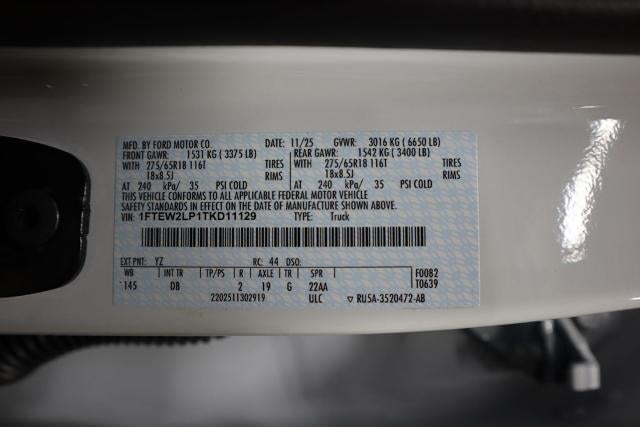 MFD. BY FORD MOTOR CO. 11/25 GVWR: 3016 KG ( 6650 LB)
FRONT GAWR: 1531 KG ( 3375 LB) REAR GAWR: 1542 KG ( 3400 LB)
WITH 275/65R18 116T TIRES WITH 275/65R18 116T TIRES
18x8.5J RIMS 18x8.5J RIMS
AT 240 kPa/ 35 PSI COLD AT 240 kPa/ 35 PSI COLD
THIS VEHICLE CONFORMS TO ALL APPLICABLE FEDERAL MOTOR VEHICLE
SAFETY STANDARDS IN EFFECT ON THE DATE OF MANUFACTURE SHOWN ABOVE.
VIN: 1FTEW2LP1TKD11129 TYPE: Truck
EXT PNT: YZ RC: 44 DSO:
WB INT TR TP/PS R AXLE TR SPR F0082
145 DB 2 19 G 22AA T0639
2202511302919 ULC ▽ RU5A-3520472-AB